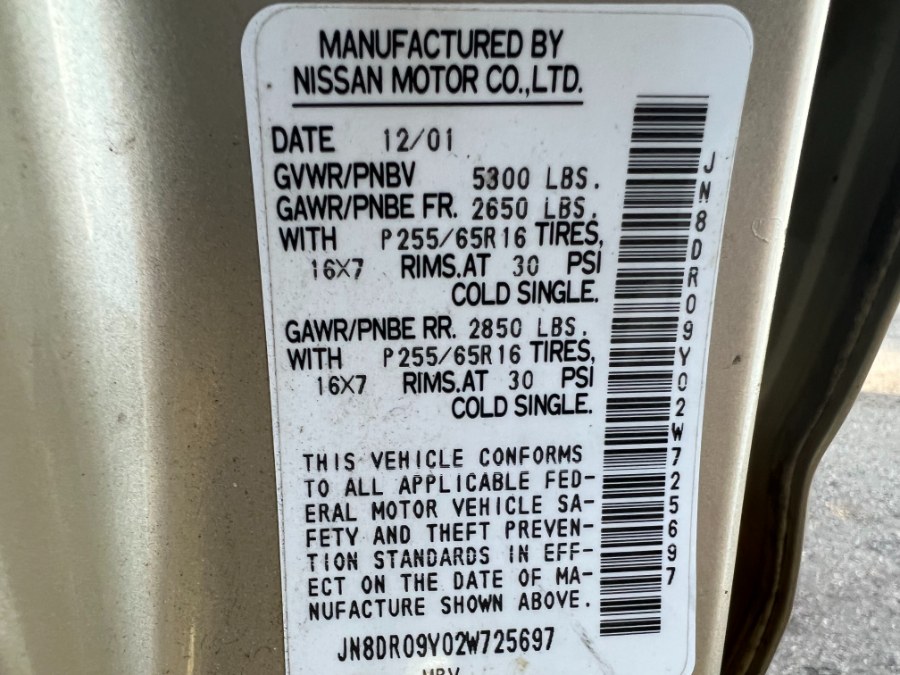 MANUFACTURED BY
NISSAN MOTOR CO.,LTD.
DATE 12/01
GVWR/PNBV 5300 LBS.
GAWR/PNBE FR. 2650 LBS.
WITH P255/65R16 TIRES,
16X7 RIMS.AT 30 PSI
COLD SINGLE.
GAWR/PNBE RR. 2850 LBS.
WITH P255/65R16 TIRES,
16X7 RIMS.AT 30 PSI
COLD SINGLE.
THIS VEHICLE CONFORMS
TO ALL APPLICABLE FED-
ERAL MOTOR VEHICLE SA-
FETY AND THEFT PREVEN-
TION STANDARDS IN EFF-
ECT ON THE DATE OF MA-
NUFACTURE SHOWN ABOVE.
JN8DR09Y02W725697
MPV
JN8DR09Y02W725697